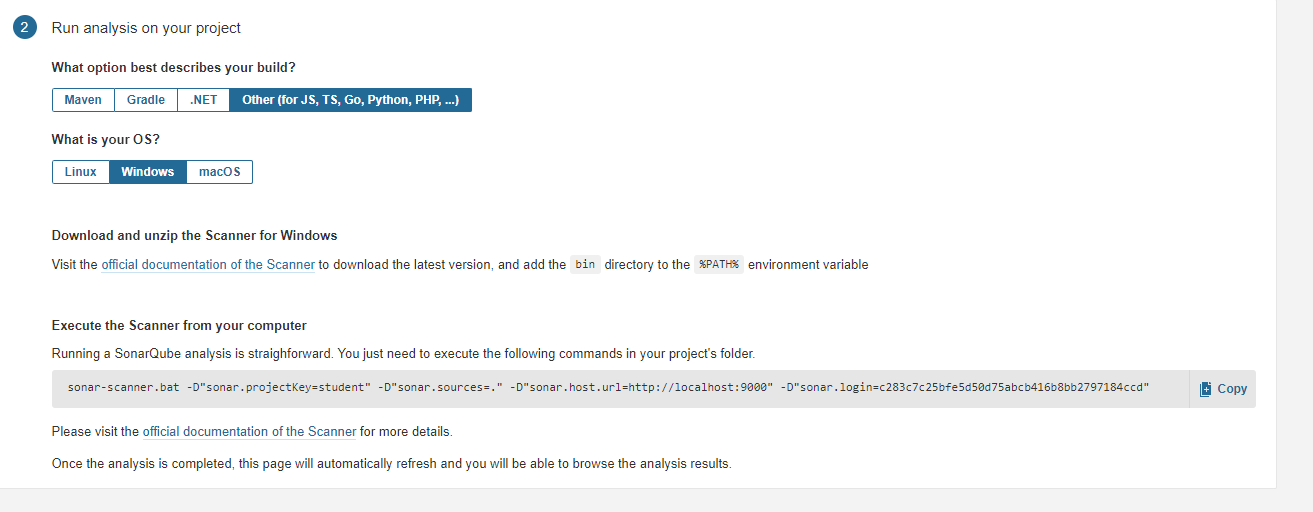 2 Run analysis on your project
What option best describes your build?
Maven Gradle .NET Other (for JS, TS, Go, Python, PHP, ...)
What is your OS?
Linux Windows macOS
Download and unzip the Scanner for Windows
Visit the official documentation of the Scanner to download the latest version, and add the bin directory to the %PATH% environment variable
Execute the Scanner from your computer
Running a SonarQube analysis is straighforward. You just need to execute the following commands in your project's folder.
sonar-scanner.bat -D"sonar.projectKey=student" -D"sonar.sources=." -D"sonar.host.url=http://localhost:9000" -D"sonar.login=c283c7c25bfe5d50d75abcb416b8bb2797184ccd"
Copy
Please visit the official documentation of the Scanner for more details.
Once the analysis is completed, this page will automatically refresh and you will be able to browse the analysis results.